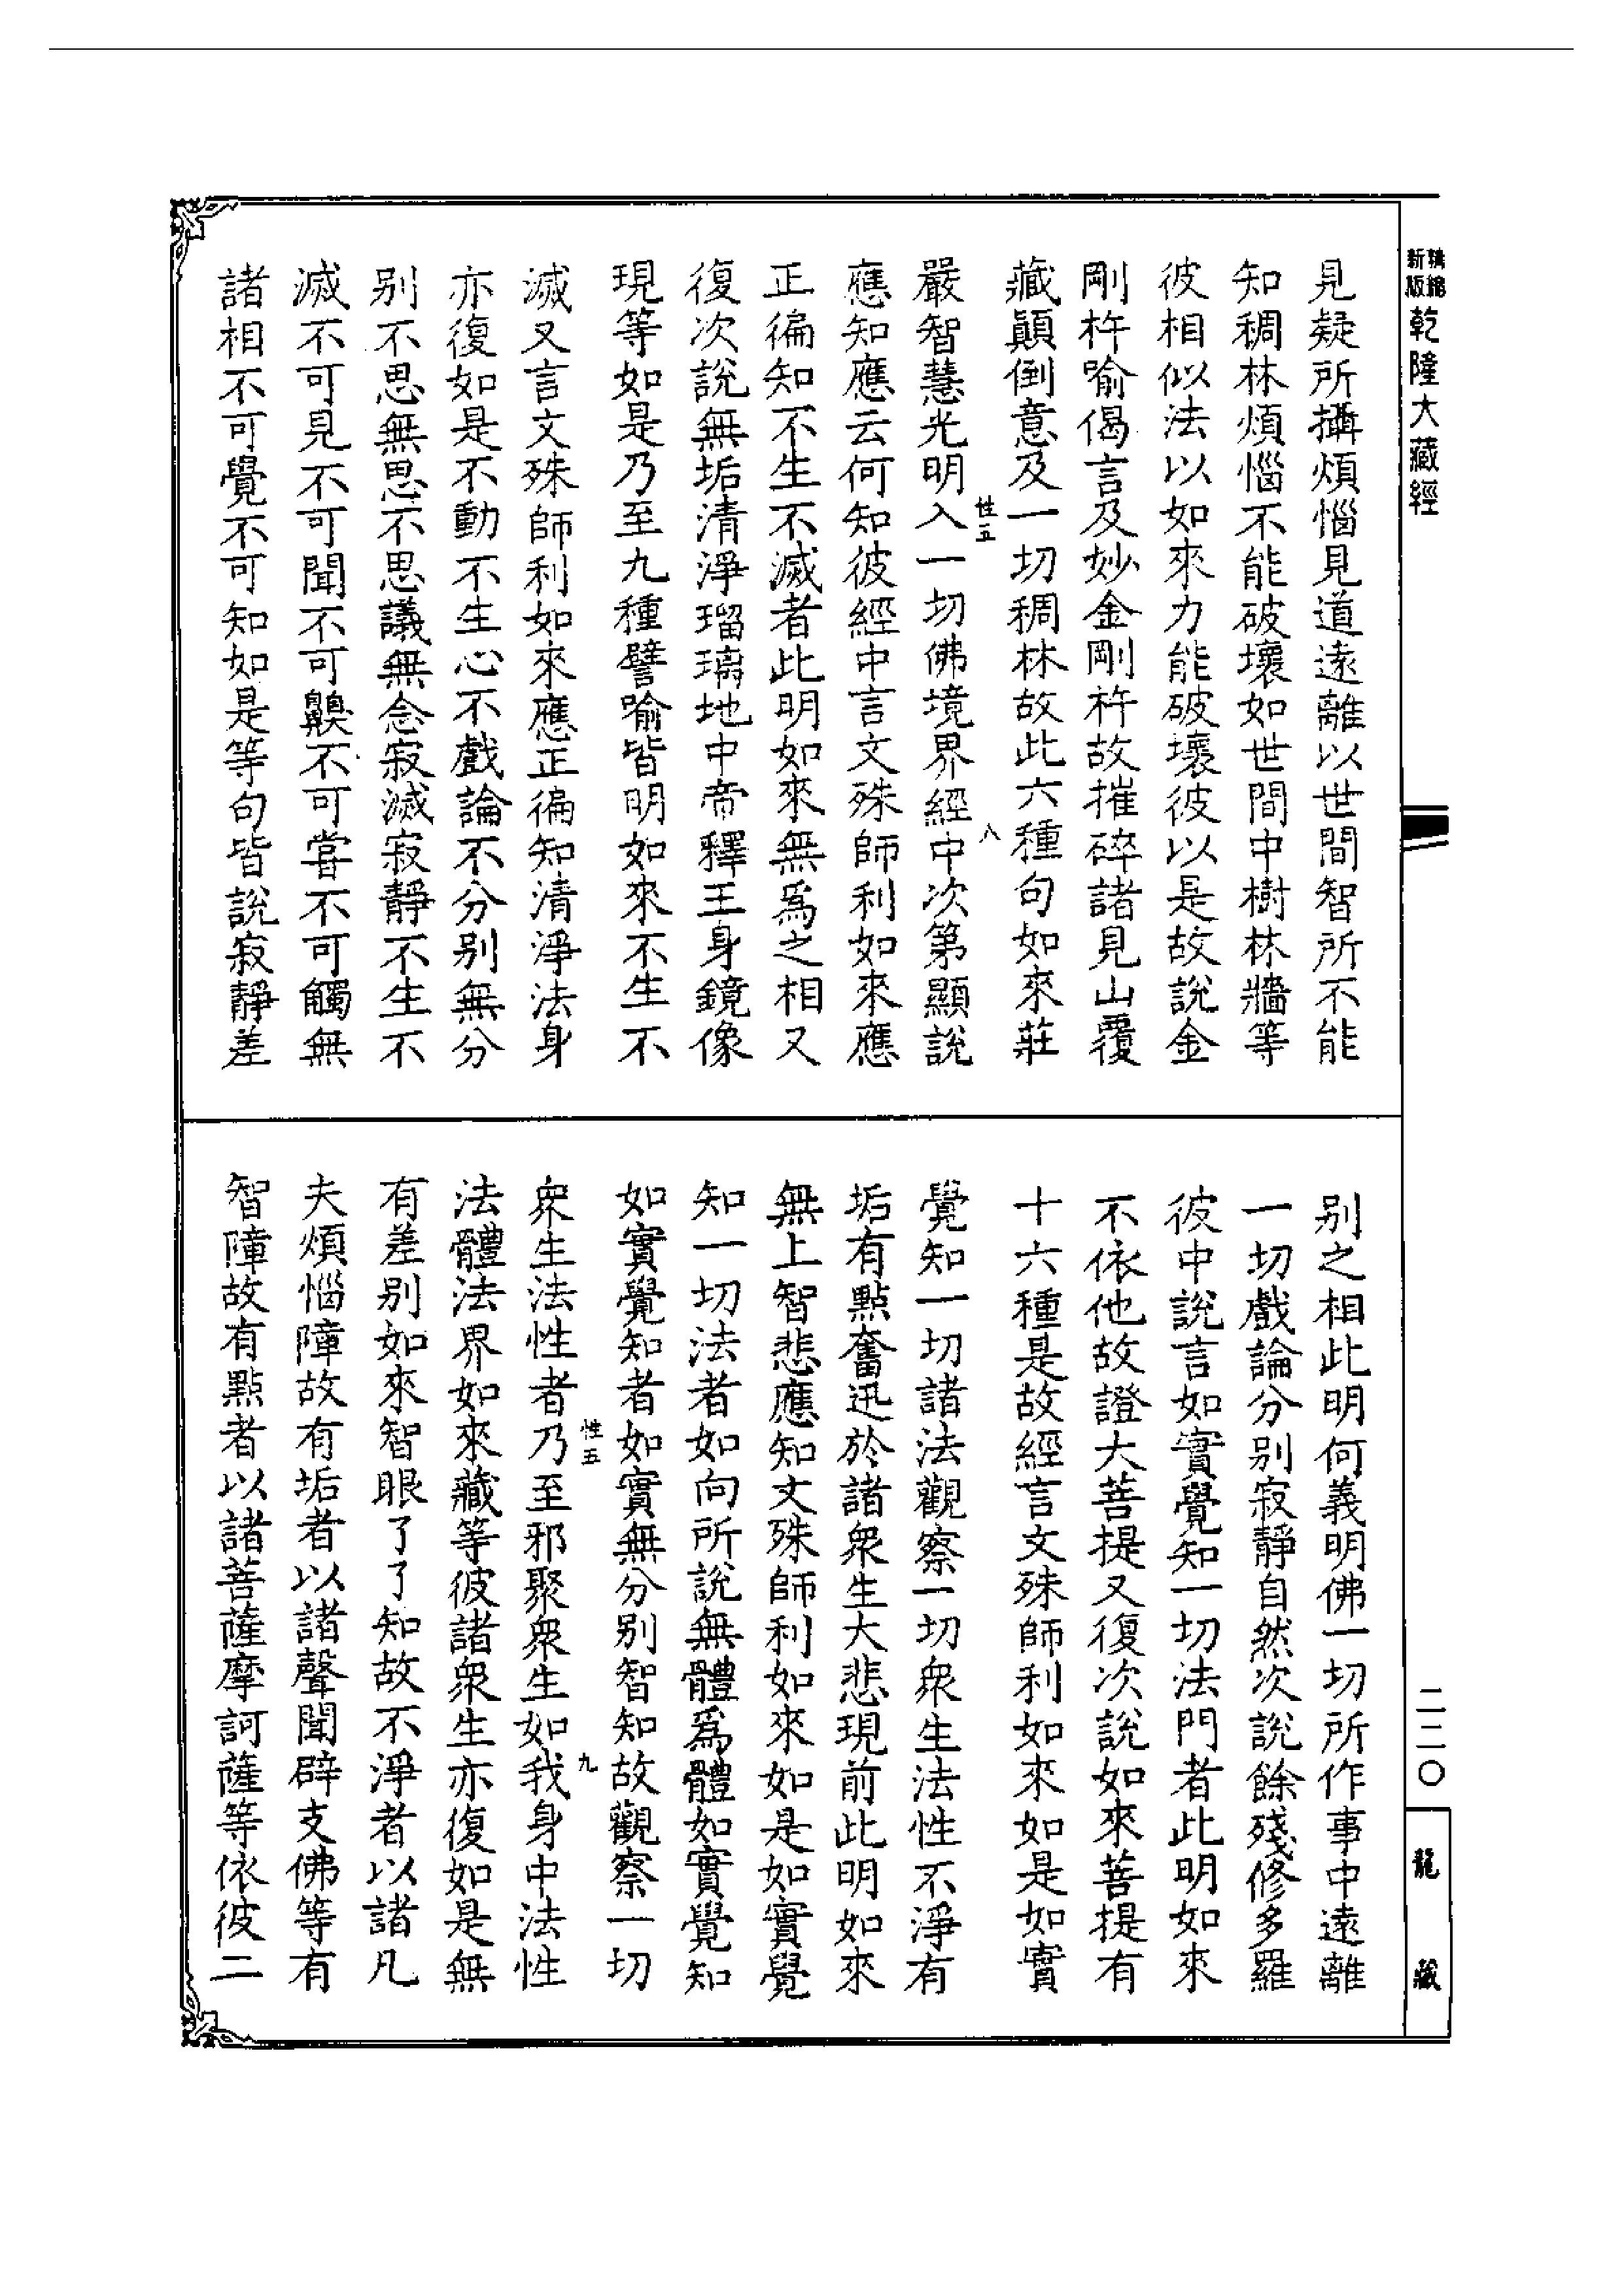 新版
乾隆大藏經
見疑所攝煩惱見道遠離以世間智所不能
知稠林煩惱不能破壞如世間中樹林牆等
彼相似法以如來力能破壞彼以是故說金
剛杵喻偈言及妙金剛杵故摧碎諸見山覆
藏顛倒意及一切稠林故此六種句如來莊
性五
八
嚴智慧光明入一切佛境界經中次第顯說
應知應云何知彼經中言文殊師利如來應
正徧知不生不滅者此明如來無為之相又
復次說無垢清淨瑠璃地中帝釋王身鏡像
現等如是乃至九種譬喻皆明如來不生不
滅又言文殊師利如來應正徧知清淨法身
亦復如是不動不生心不戲論不分别無分
别不思無思不思議無念寂滅寂靜不生不
滅不可見不可聞不可齅不可嘗不可觸無
諸相不可覺不可知如是等句皆說寂靜差
别之相此明何義明佛一切所作事中遠離
一切戲論分别寂靜自然次說餘殘修多羅
彼中說言如實覺知一切法門者此明如來
不依他故證大菩提又復次說如來菩提有
十六種是故經言文殊師利如來如是如實
覺知一切諸法觀察一切衆生法性不淨有
垢有點奮迅於諸衆生大悲現前此明如來
無上智悲應知文殊師利如來如是如實覺
知一切法者如向所說無體為體如實覺知
如實覺知者如實無分别智知故觀察一切
性五
九
衆生法性者乃至邪聚衆生如我身中法性
法體法界如來藏等彼諸衆生亦復如是無
有差别如來智眼了了知故不淨者以諸凡
夫煩惱障故有垢者以諸聲聞辟支佛等有
智障故有點者以諸菩薩摩訶薩等依彼二
二二〇
龍藏